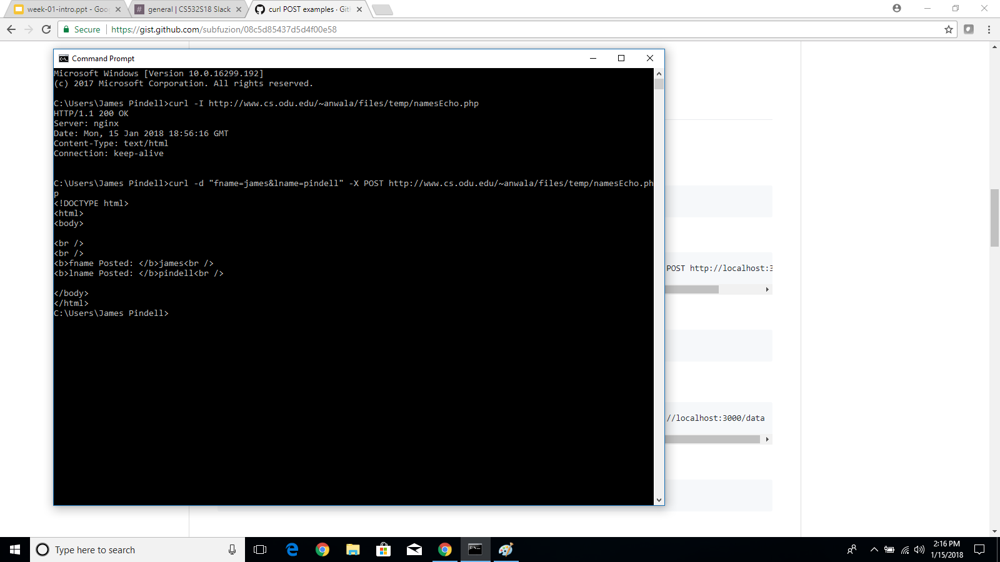 week-01-intro.ppt - Goo
general | CS532S18 Slack
curl POST examples · Git
Secure
https://gist.github.com/subfuzion/08c5d85437d5d4f00e58
Command Prompt
Microsoft Windows [Version 10.0.16299.192]
(c) 2017 Microsoft Corporation. All rights reserved.
C:\Users\James Pindell>curl -I http://www.cs.odu.edu/~anwala/files/temp/namesEcho.php
HTTP/1.1 200 OK
Server: nginx
Date: Mon, 15 Jan 2018 18:56:16 GMT
Content-Type: text/html
Connection: keep-alive
C:\Users\James Pindell>curl -d "fname=james&lname=pindell" -X POST http://www.cs.odu.edu/~anwala/files/temp/namesEcho.ph
p
<!DOCTYPE html>
<html>
<body>
<br />
<br />
<b>fname Posted: </b>james<br />
<b>lname Posted: </b>pindell<br />
</body>
</html>
C:\Users\James Pindell>
POST http://localhost:3
//localhost:3000/data
Type here to search
2:16 PM
1/15/2018